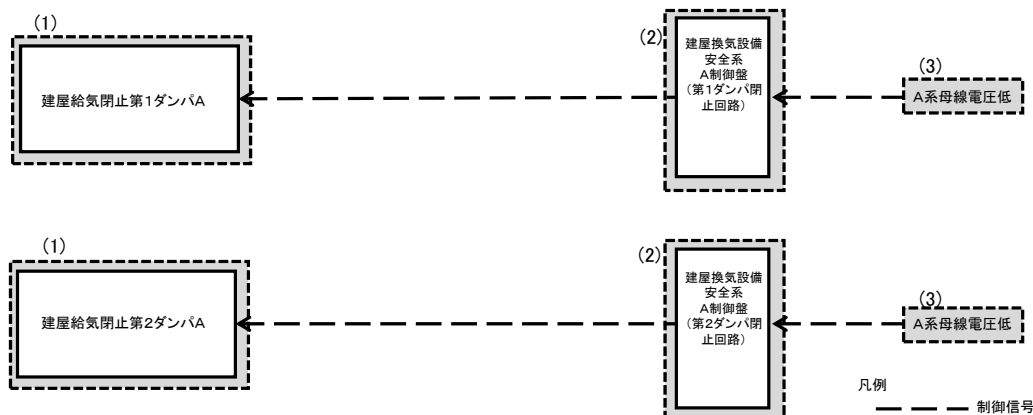 (1)
建屋給気閉止第1ダンパA
(2)
建屋換気設備
安全系
A制御盤
(第1ダンパ閉
止回路)
(3)
A系母線電圧低
(1)
建屋給気閉止第2ダンパA
(2)
建屋換気設備
安全系
A制御盤
(第2ダンパ閉
止回路)
(3)
A系母線電圧低
凡例
制御信号